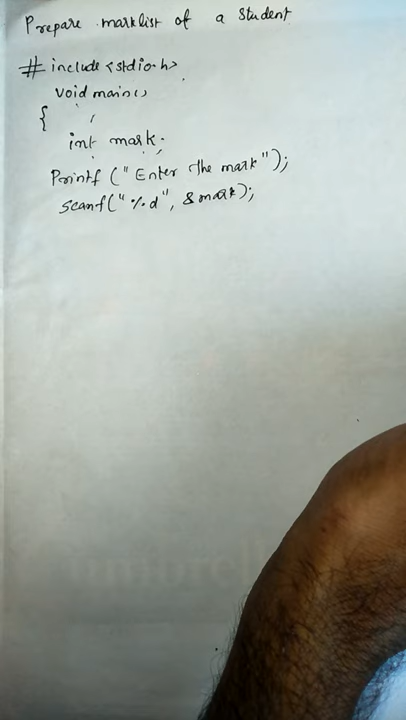 Prepare marklist of a Student
# include <stdio.h>
void main()
{
int mark;
Printf ("Enter the mark");
scanf("%d", &mark);